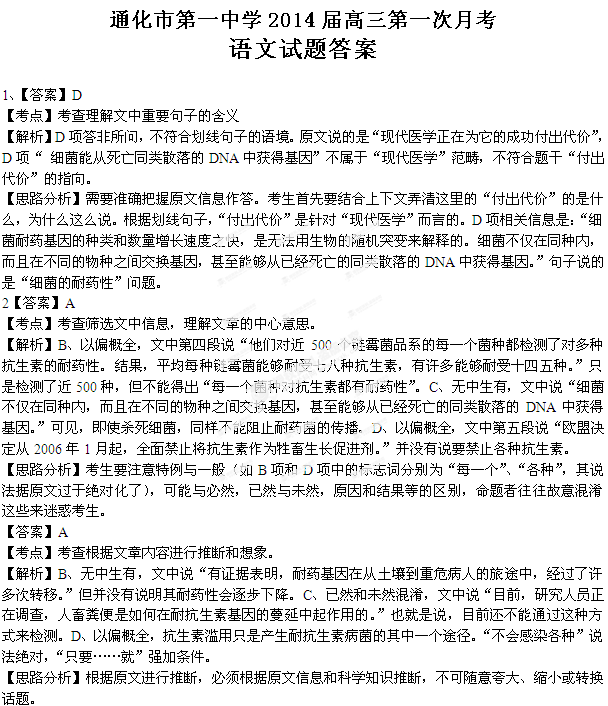 通化市第一中学 2014 届高三第一次月考
语文试题答案
1、【答案】D
【考点】考查理解文中重要句子的含义
【解析】D 项答非所问，不符合划线句子的语境。原文说的是“现代医学正在为它的成功付出代价”，
D 项“ 细菌能从死亡同类散落的 DNA 中获得基因”不属于“现代医学”范畴，不符合题干“付出
代价”的指向。
【思路分析】需要准确把握原文信息作答。考生首先要结合上下文弄清这里的“付出代价”的是什
么，为什么这么说。根据划线句子，“付出代价”是针对“现代医学”而言的。D 项相关信息是：“细
菌耐药基因的种类和数量增长速度之快，是无法用生物的随机突变来解释的。细菌不仅在同种内，
而且在不同的物种之间交换基因，甚至能够从已经死亡的同类散落的 DNA 中获得基因。”句子说的
是“细菌的耐药性”问题。
2【答案】A
【考点】考查筛选文中信息，理解文章的中心意思。
【解析】B、以偏概全，文中第四段说“他们对近 500 个链霉菌品系的每一个菌种都检测了对多种
抗生素的耐药性。结果，平均每种链霉菌能够耐受七八种抗生素，有许多能够耐受十四五种。”只
是检测了近 500 种，但不能得出“每一个菌种对抗生素都有耐药性”。C、无中生有，文中说“细菌
不仅在同种内，而且在不同的物种之间交换基因，甚至能够从已经死亡的同类散落的 DNA 中获得
基因。”可见，即使杀死细菌，同样不能阻止耐药菌的传播。D、以偏概全，文中第五段说“欧盟决
定从 2006 年 1 月起，全面禁止将抗生素作为牲畜生长促进剂。”并没有说要禁止各种抗生素。
【思路分析】考生要注意特例与一般（如 B 项和 D 项中的标志词分别为“每一个”、“各种”，其说
法据原文过于绝对化了），可能与必然，已然与未然，原因和结果等的区别，命题者往往故意混淆
这些来迷惑考生。
【答案】A
【考点】考查根据文章内容进行推断和想象。
【解析】B、无中生有，文中说“有证据表明，耐药基因在从土壤到重危病人的旅途中，经过了许
多次转移。”但并没有说明其耐药性会逐步下降。C、已然和未然混淆，文中说“目前，研究人员正
在调查，人畜粪便是如何在耐抗生素基因的蔓延中起作用的。”也就是说，目前还不能通过这种方
式来检测。D、以偏概全，抗生素滥用只是产生耐抗生素病菌的其中一个途径。“不会感染各种”说
法绝对，“只要……就”强加条件。
【思路分析】根据原文进行推断，必须根据原文信息和科学知识推断，不可随意夸大、缩小或转换
话题。